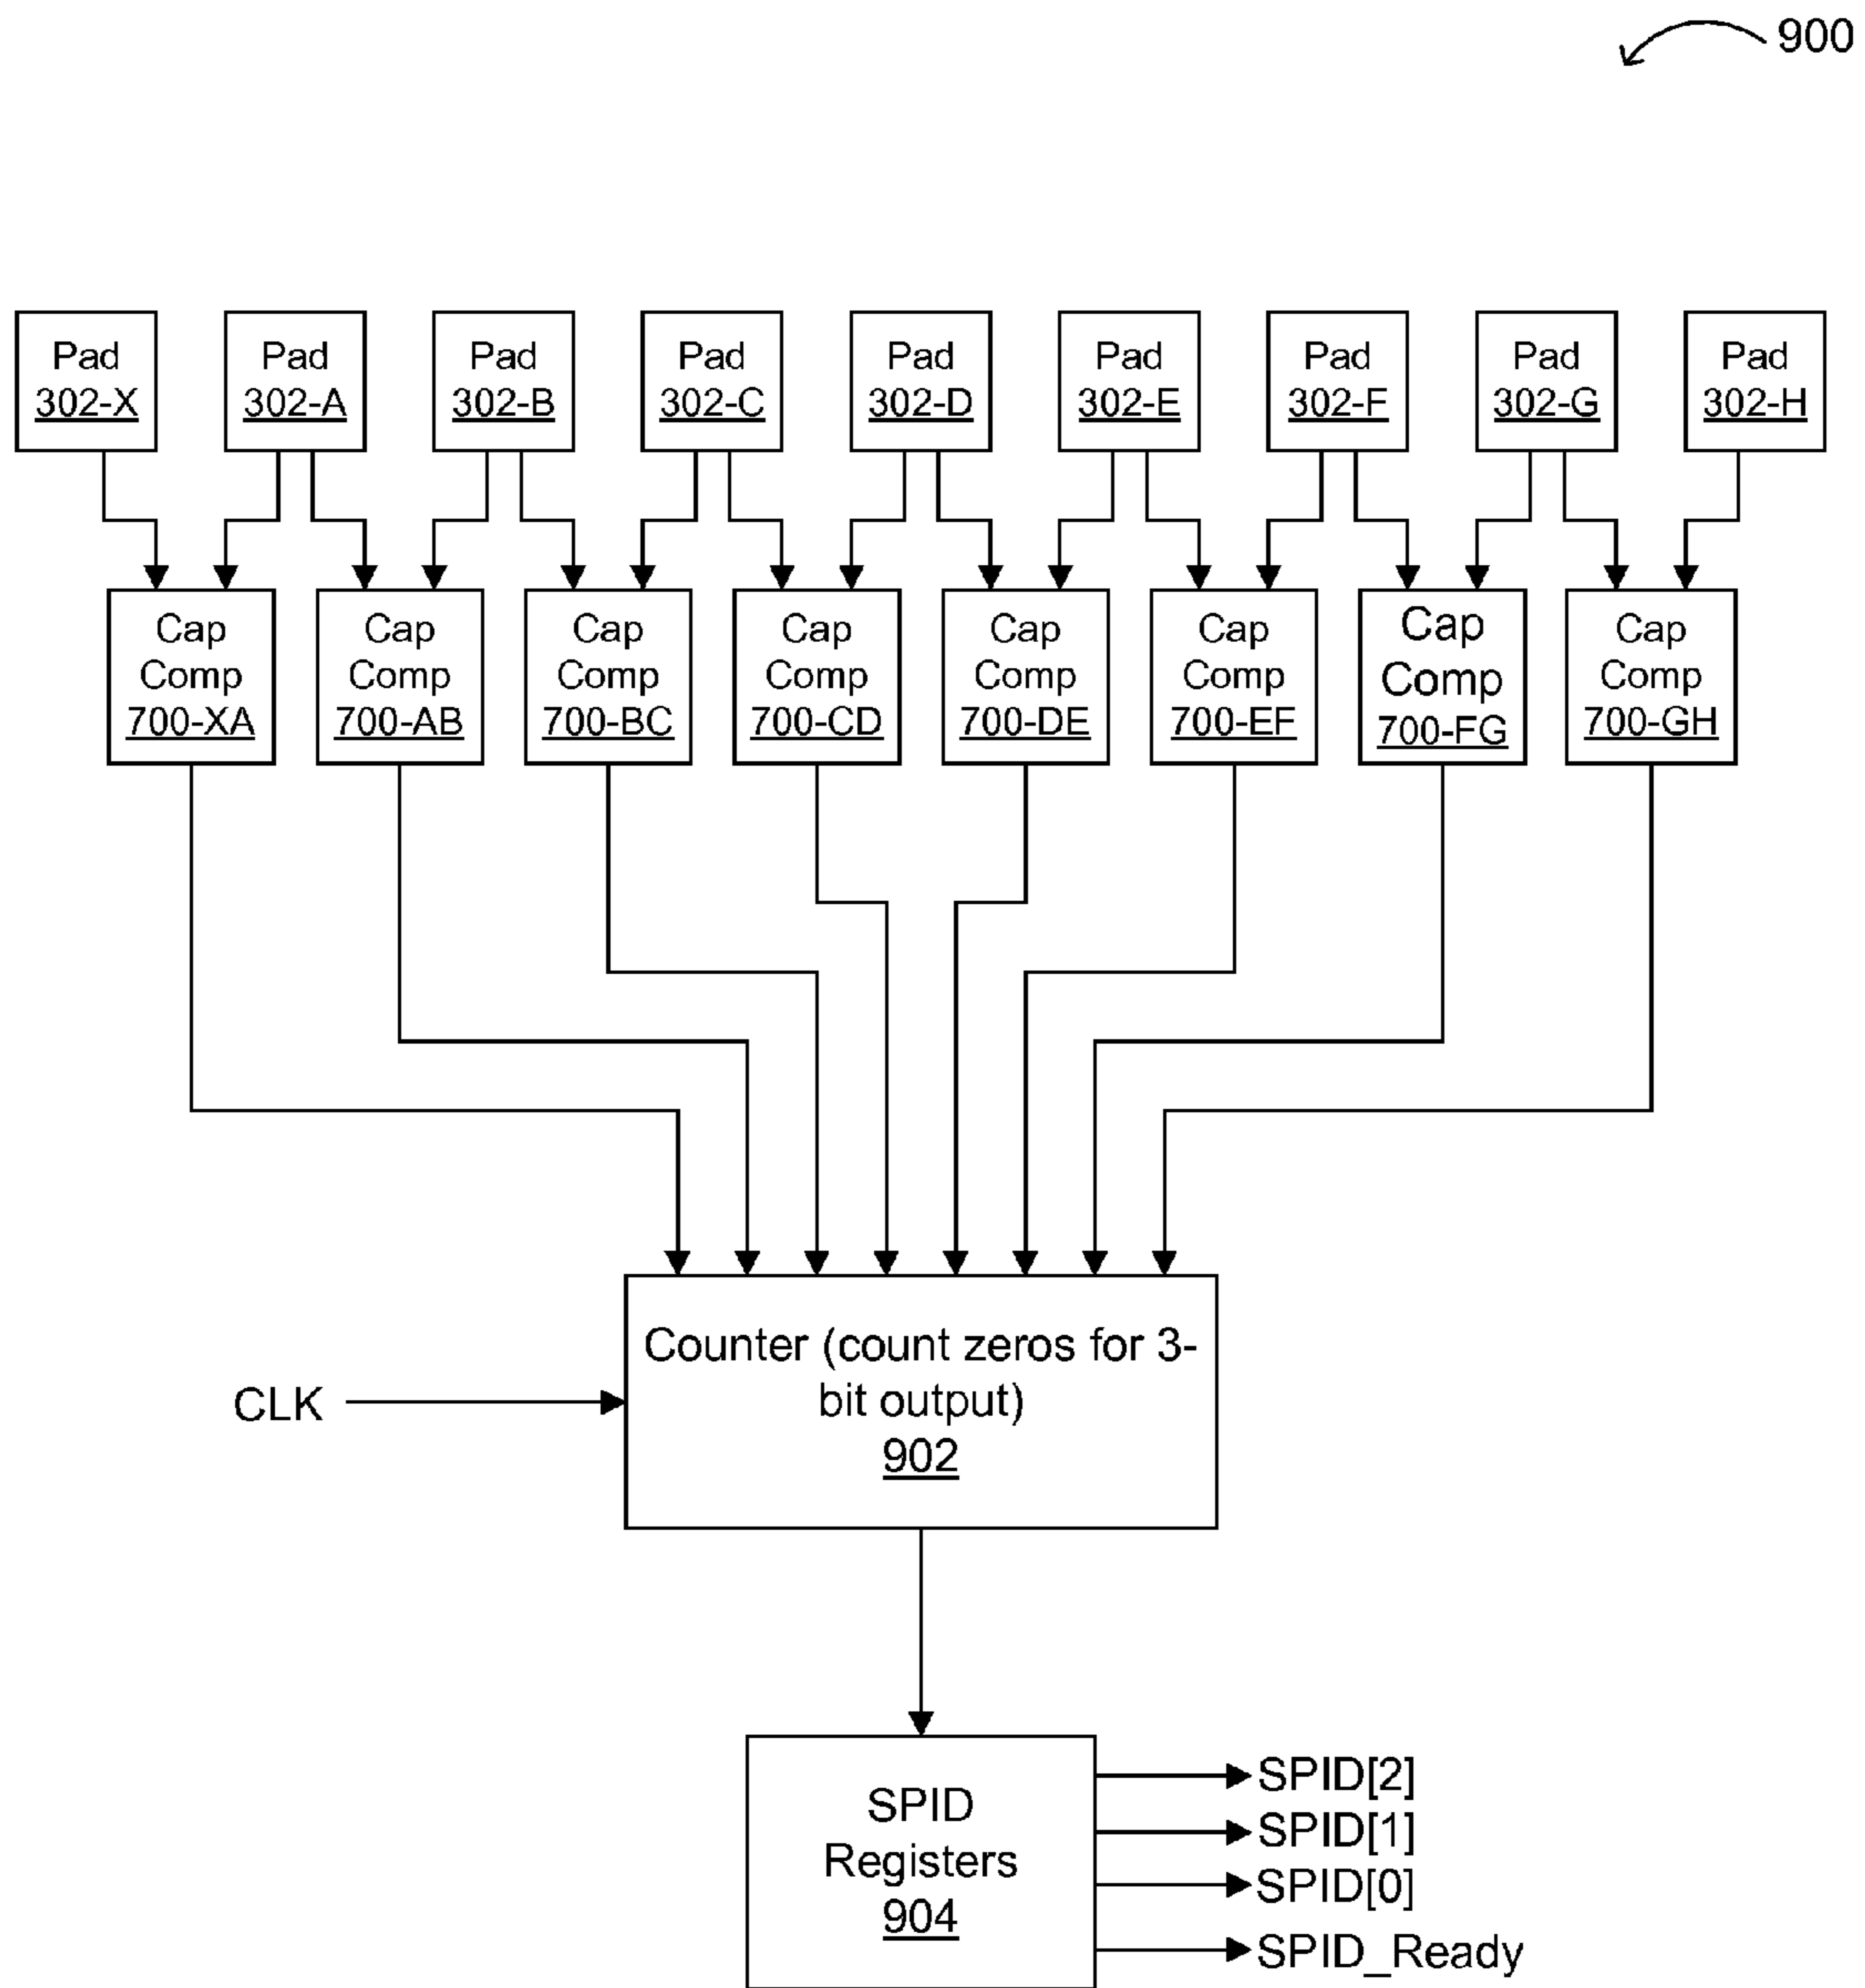 900
Pad
302-X
Pad
302-A
Pad
302-B
Pad
302-C
Pad
302-D
Pad
302-E
Pad
302-F
Pad
302-G
Pad
302-H
Cap
Comp
700-XA
Cap
Comp
700-AB
Cap
Comp
700-BC
Cap
Comp
700-CD
Cap
Comp
700-DE
Cap
Comp
700-EF
Cap
Comp
700-FG
Cap
Comp
700-GH
CLK
Counter (count zeros for 3-
bit output)
902
SPID
Registers
904
SPID[2]
SPID[1]
SPID[0]
SPID_Ready